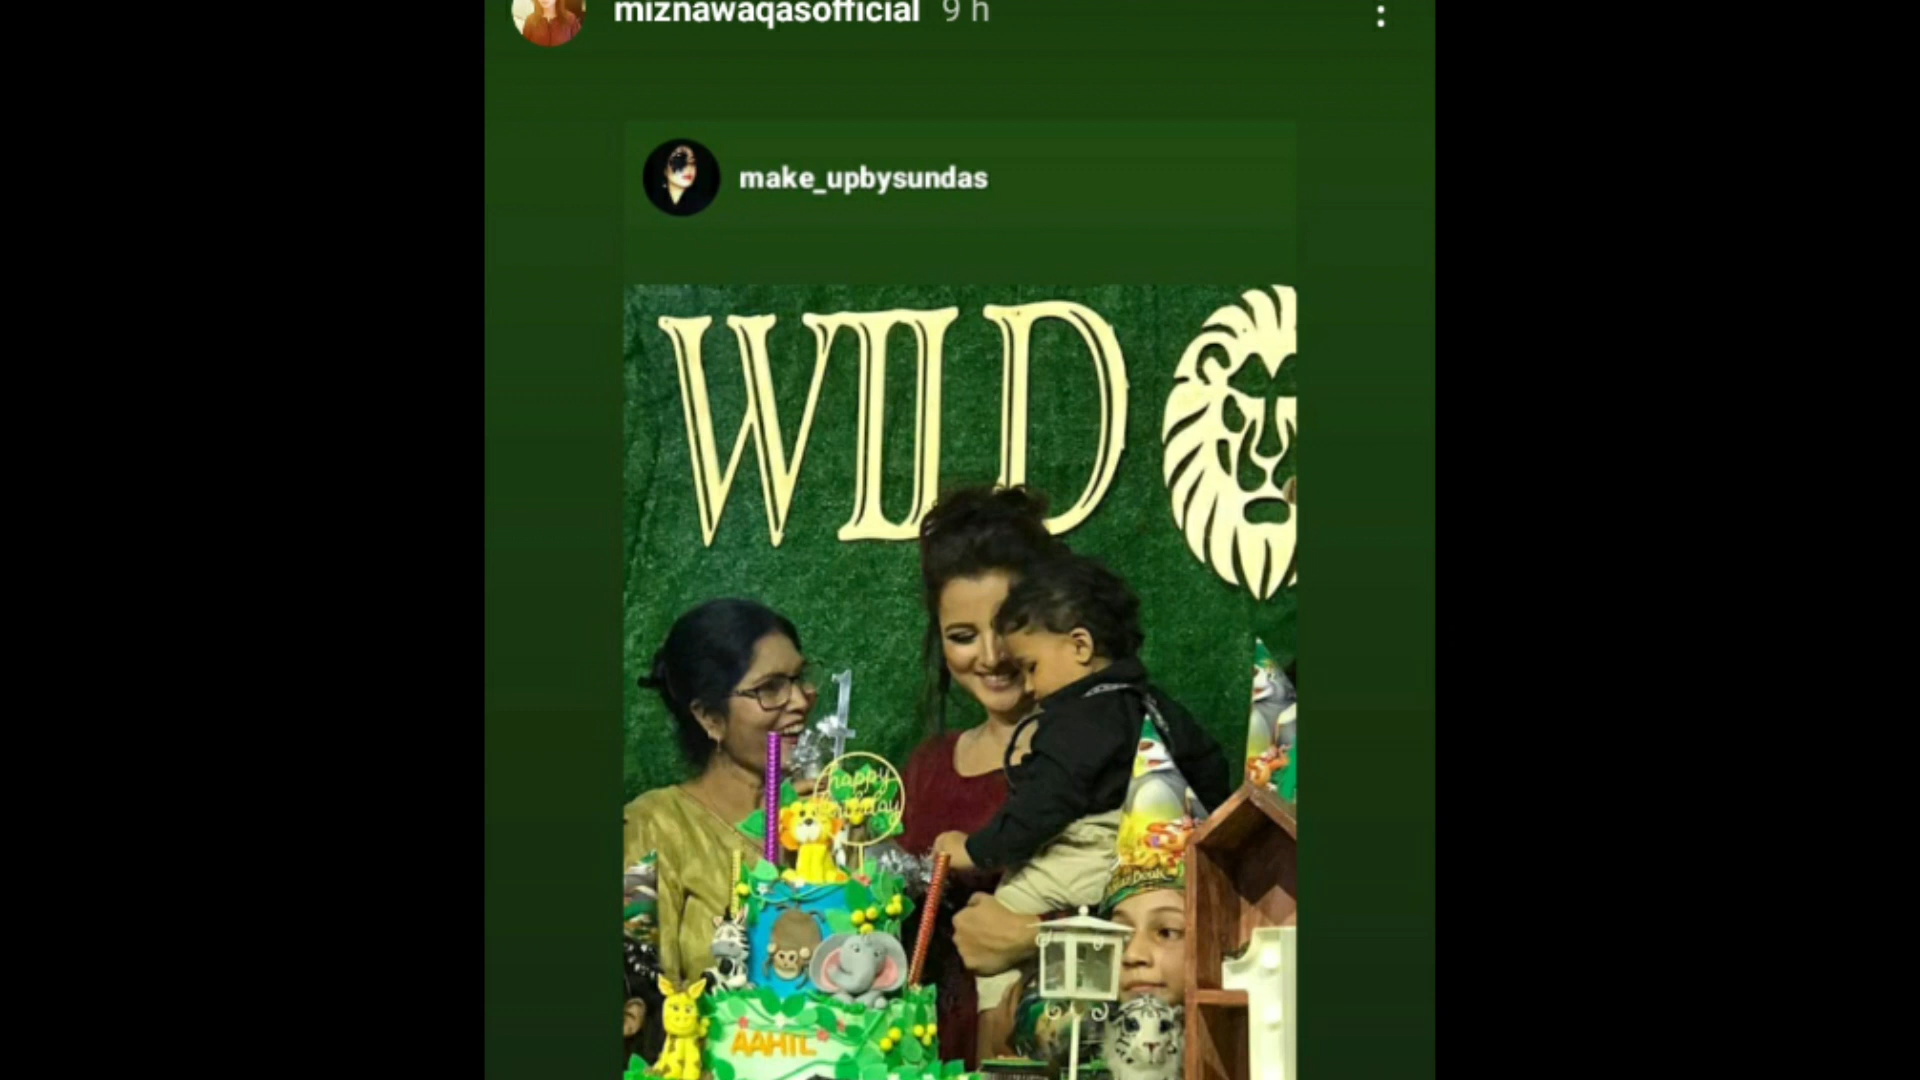 miznawaqasofficial 9 h
make_upbysundas
WILD
1
happy
birthday
AAHIL